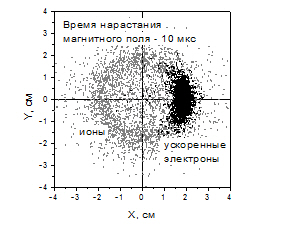 Время нарастания
магнитного поля - 10 мкс
4
3
2
1
0
-1
-2
-3
-4
Y, см
ионы
ускоренные
электроны
-4 -3 -2 -1 0 1 2 3 4
X, см